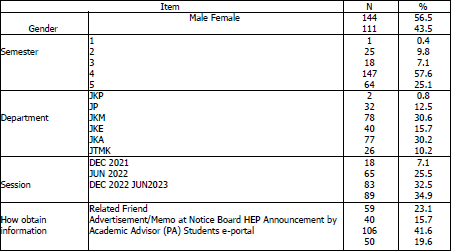 Item N %
Male Female 144 56.5
Gender 111 43.5
1 1 0.4
2 25 9.8
Semester 3 18 7.1
4 147 57.6
5 64 25.1
JKP 2 0.8
JP 32 12.5
Department JKM 78 30.6
JKE 40 15.7
JKA 77 30.2
JTMK 26 10.2
DEC 2021 18 7.1
Session JUN 2022 65 25.5
DEC 2022 JUN2023 83 32.5
89 34.9
Related Friend 59 23.1
How obtain Advertisement/Memo at Notice Board HEP Announcement by 40 15.7
information Academic Advisor (PA) Students e-portal 106 41.6
50 19.6